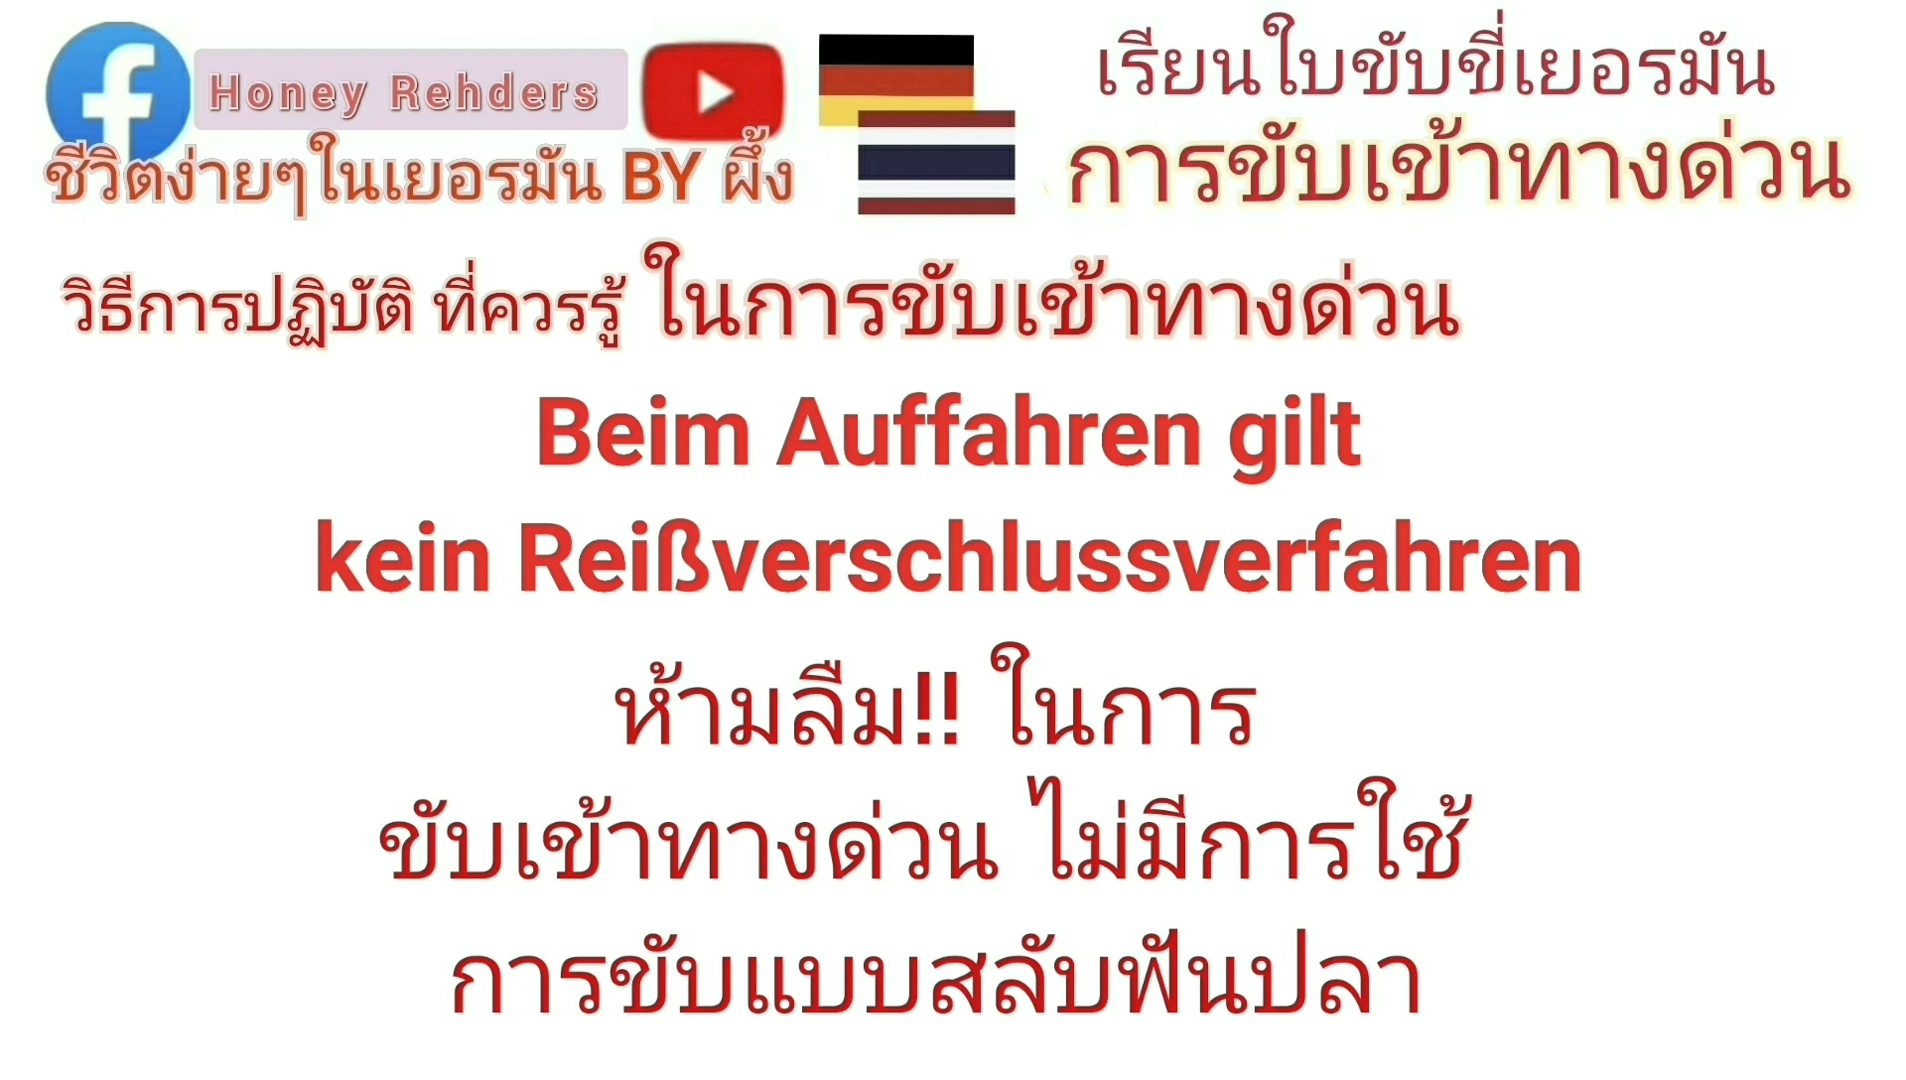 Honey Rehders
ชีวิตง่ายๆในเยอรมัน BY ผึ้ง
เรียนใบขับขี่เยอรมัน
การขับเข้าทางด่วน
วิธีการปฏิบัติ ที่ควรรู้ ในการขับเข้าทางด่วน
Beim Auffahren gilt
kein Reißverschlussverfahren
ห้ามลืม!! ในการ
ขับเข้าทางด่วน ไม่มีการใช้
การขับแบบสลับฟันปลา